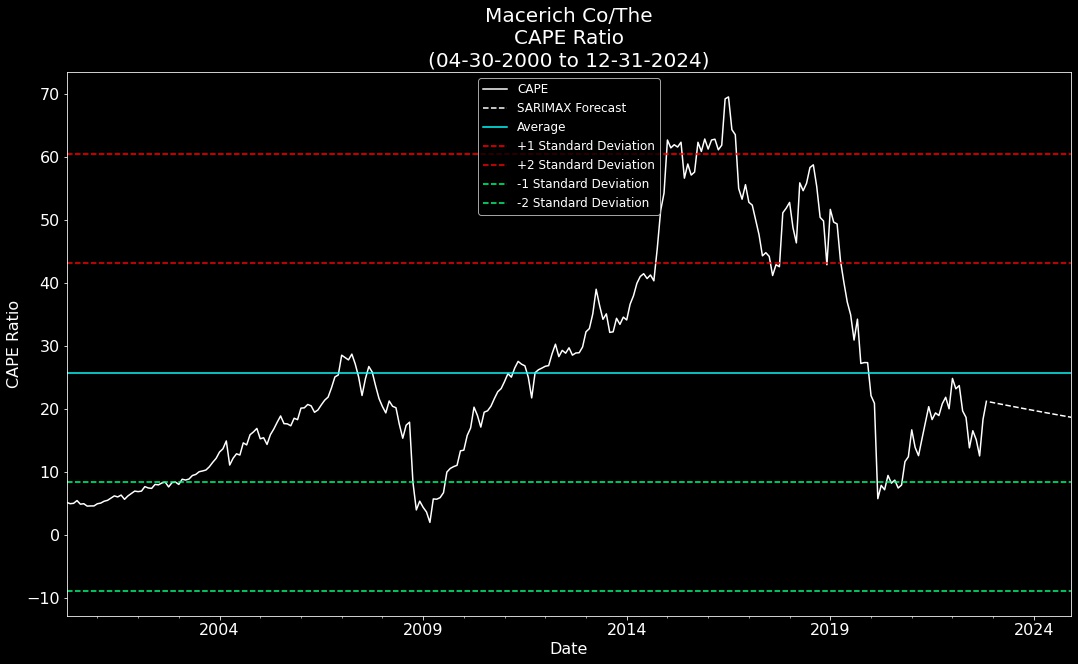 Macerich Co/The
CAPE Ratio
(04-30-2000 to 12-31-2024)
CAPE
SARIMAX Forecast
Average
+1 Standard Deviation
+2 Standard Deviation
-1 Standard Deviation
-2 Standard Deviation
CAPE Ratio
70
60
50
40
30
20
10
0
−10
2004
2009
2014
2019
2024
Date